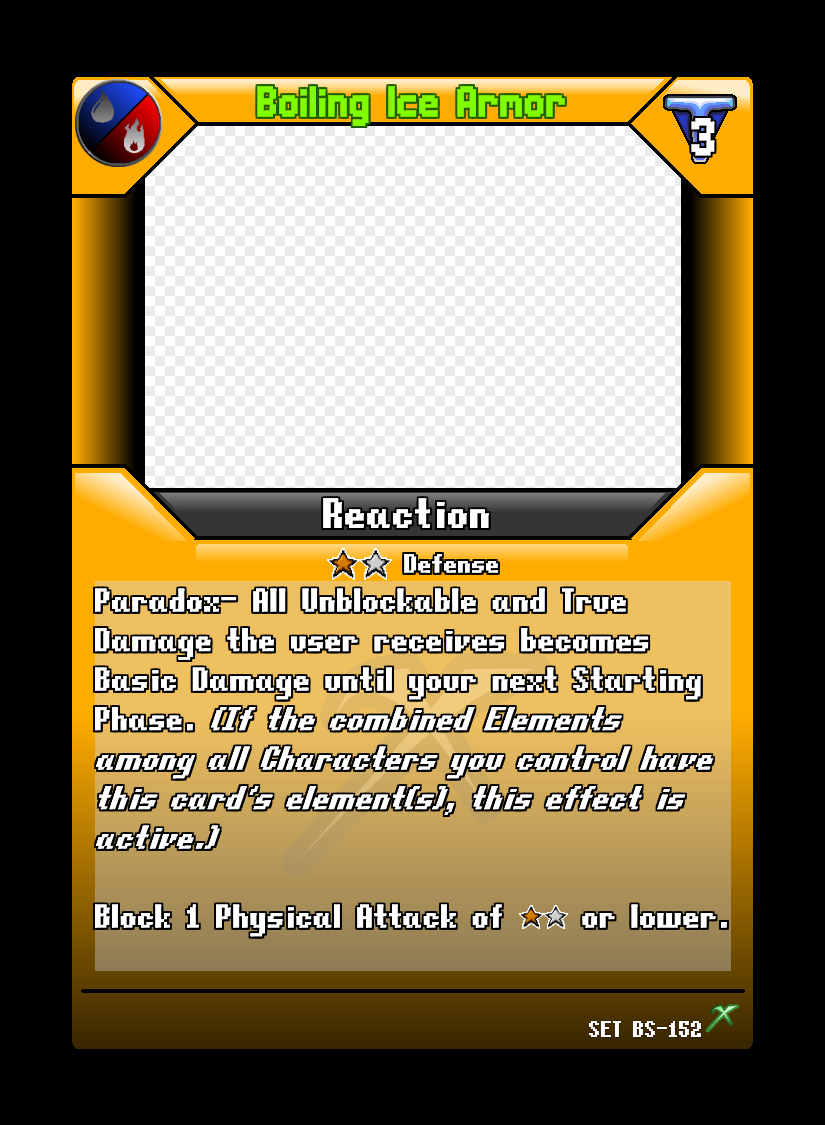 Boiling Ice Armor
3
Reaction
Defense
Paradox- All Unblockable and True
Damage the user receives becomes
Basic Damage until your next Starting
Phase. (If the combined Elements
among all Characters you control have
this card's element(s), this effect is
active.)
Block 1 Physical Attack of or lower.
SET BS-152